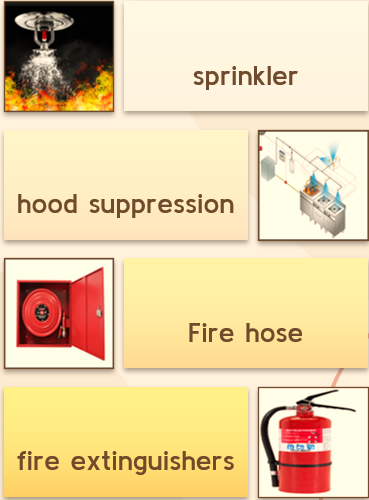 sprinkler
hood suppression
Fire hose
fire extinguishers